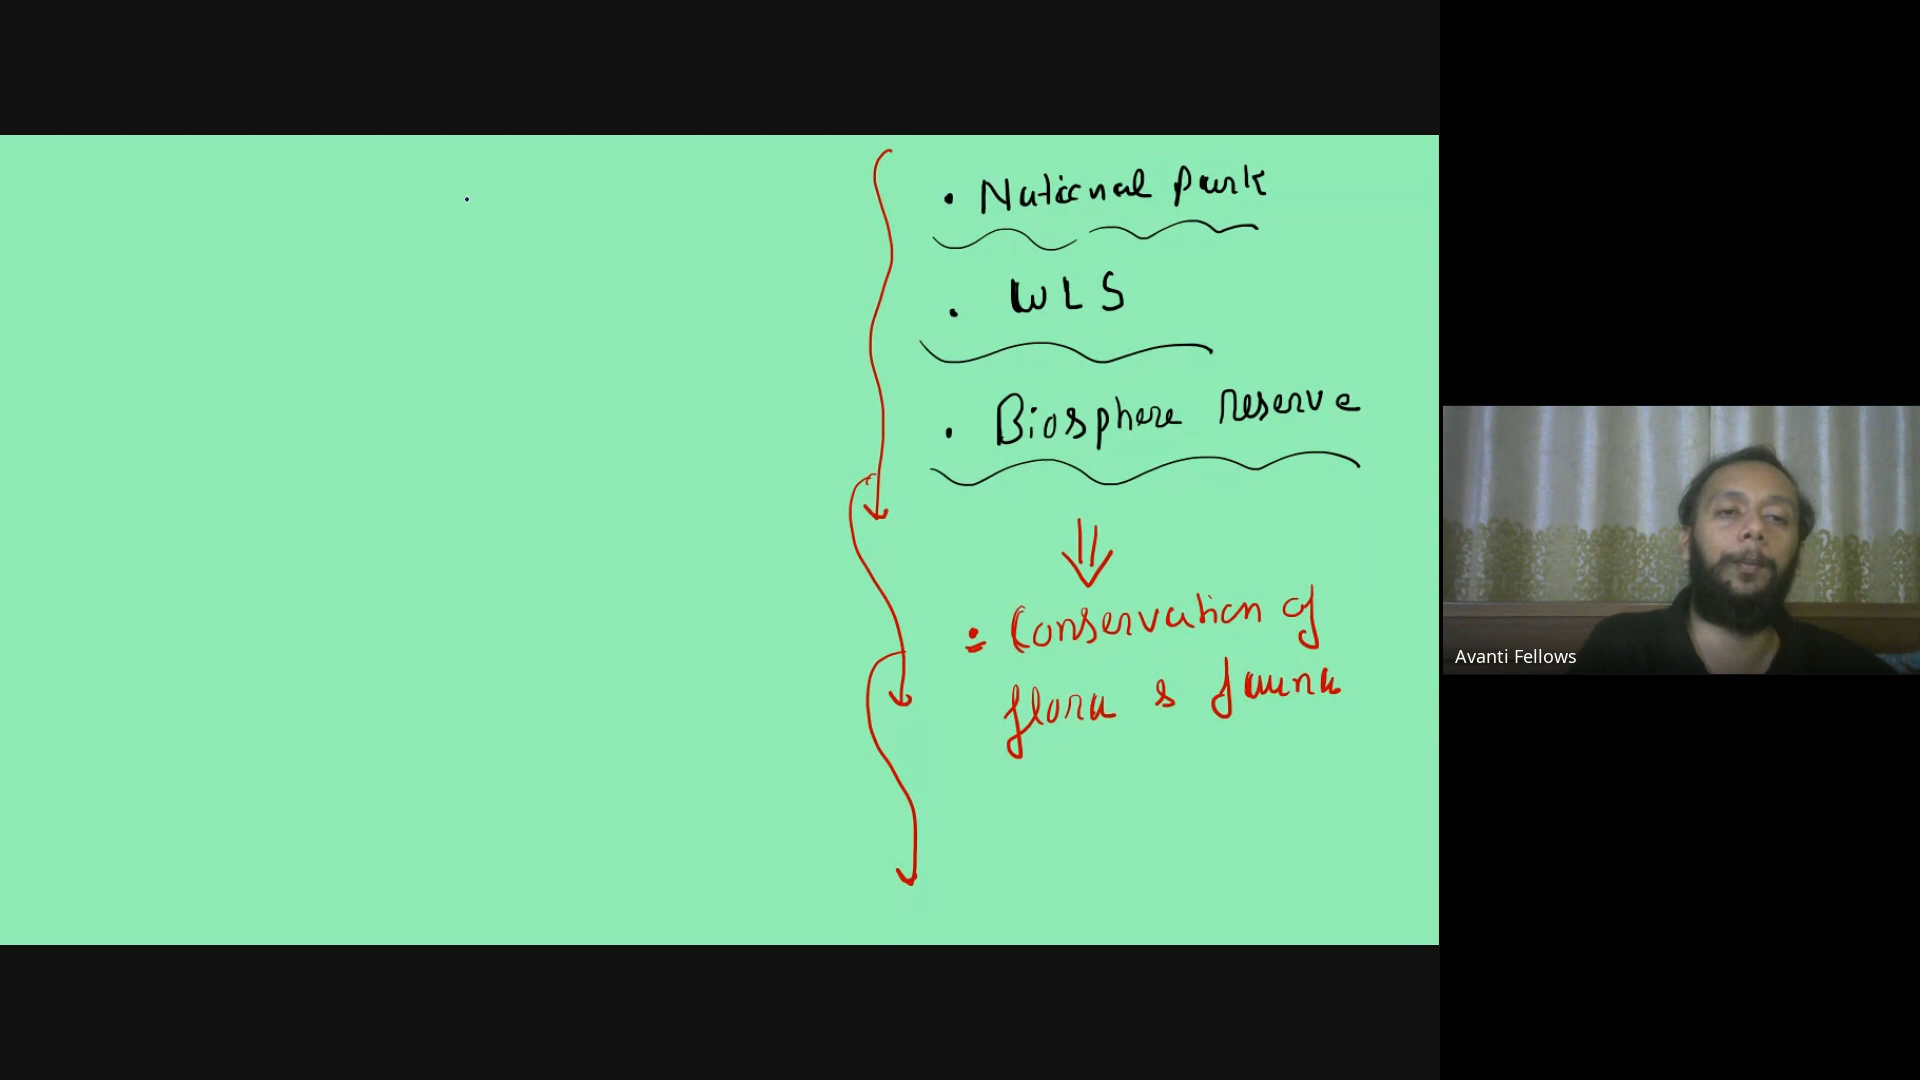 • National park
• WLS
• Biosphere reserve
• Conservation of
flora & fauna
Avanti Fellows